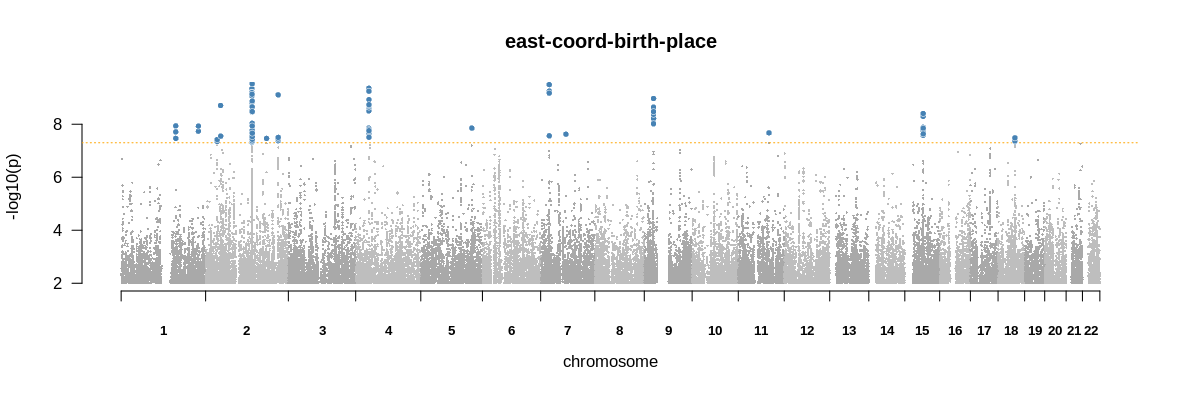 east-coord-birth-place
-log10(p)
8
6
4
2
1 2 3 4 5 6 7 8 9 10 11 12 13 14 15 16 17 18 19 20 21 22
chromosome